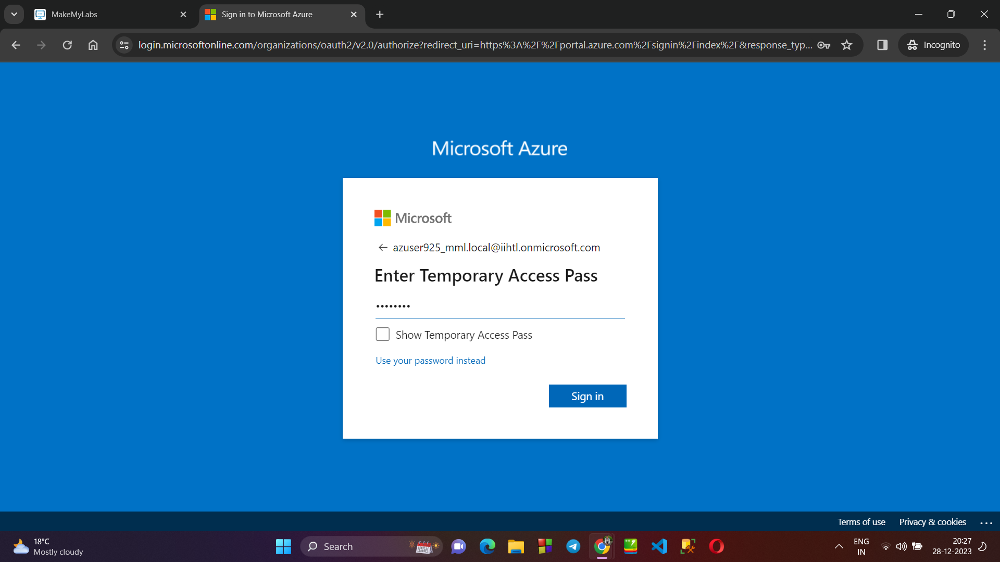 MakeMyLabs
Sign in to Microsoft Azure
login.microsoftonline.com/organizations/oauth2/v2.0/authorize?redirect_uri=https%3A%2F%2Fportal.azure.com%2Fsignin%2Findex%2F&response_typ...
Incognito
Microsoft Azure
Microsoft
azuser925_mml.local@iihtl.onmicrosoft.com
Enter Temporary Access Pass
••••••••
Show Temporary Access Pass
Use your password instead
Sign in
Terms of use
Privacy & cookies
...
18°C
Mostly cloudy
Search
ENG
IN
20:27
28-12-2023